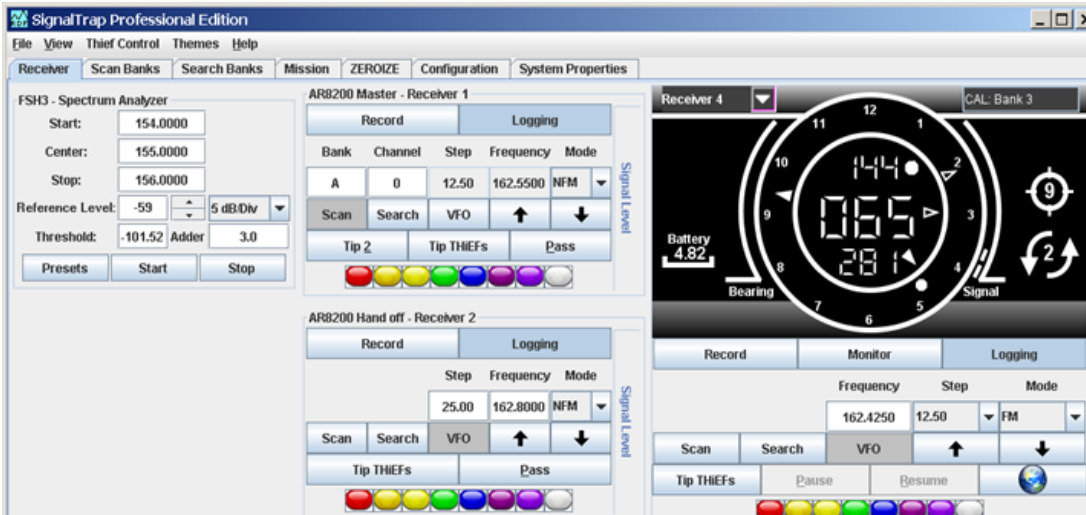 SignalTrap Professional Edition
File View Thief Control Themes Help
Receiver Scan Banks Search Banks Mission ZEROIZE Configuration System Properties
FSH3 - Spectrum Analyzer
Start: 154.0000
Center: 155.0000
Stop: 156.0000
Reference Level: -59 5 dB/Div
Threshold: -101.52 Adder 3.0
Presets Start Stop
AR8200 Master - Receiver 1
Record Logging
Bank Channel Step Frequency Mode
A 0 12.50 162.5500 NFM
Scan Search VFO
Tip 2 Tip THiEFs Pass
Signal Level
AR8200 Hand off - Receiver 2
Record Logging
Step Frequency Mode
25.00 162.8000 NFM
Scan Search VFO
Tip THiEFs Pass
Signal Level
Receiver 4 CAL: Bank 3
12
11 1
10 2
9 3
8 4
7 5
6
144
065
281
9
2
Battery
4.82
Bearing Signal
Record Monitor Logging
Frequency Step Mode
162.4250 12.50 FM
Scan Search VFO
Tip THiEFs Pause Resume